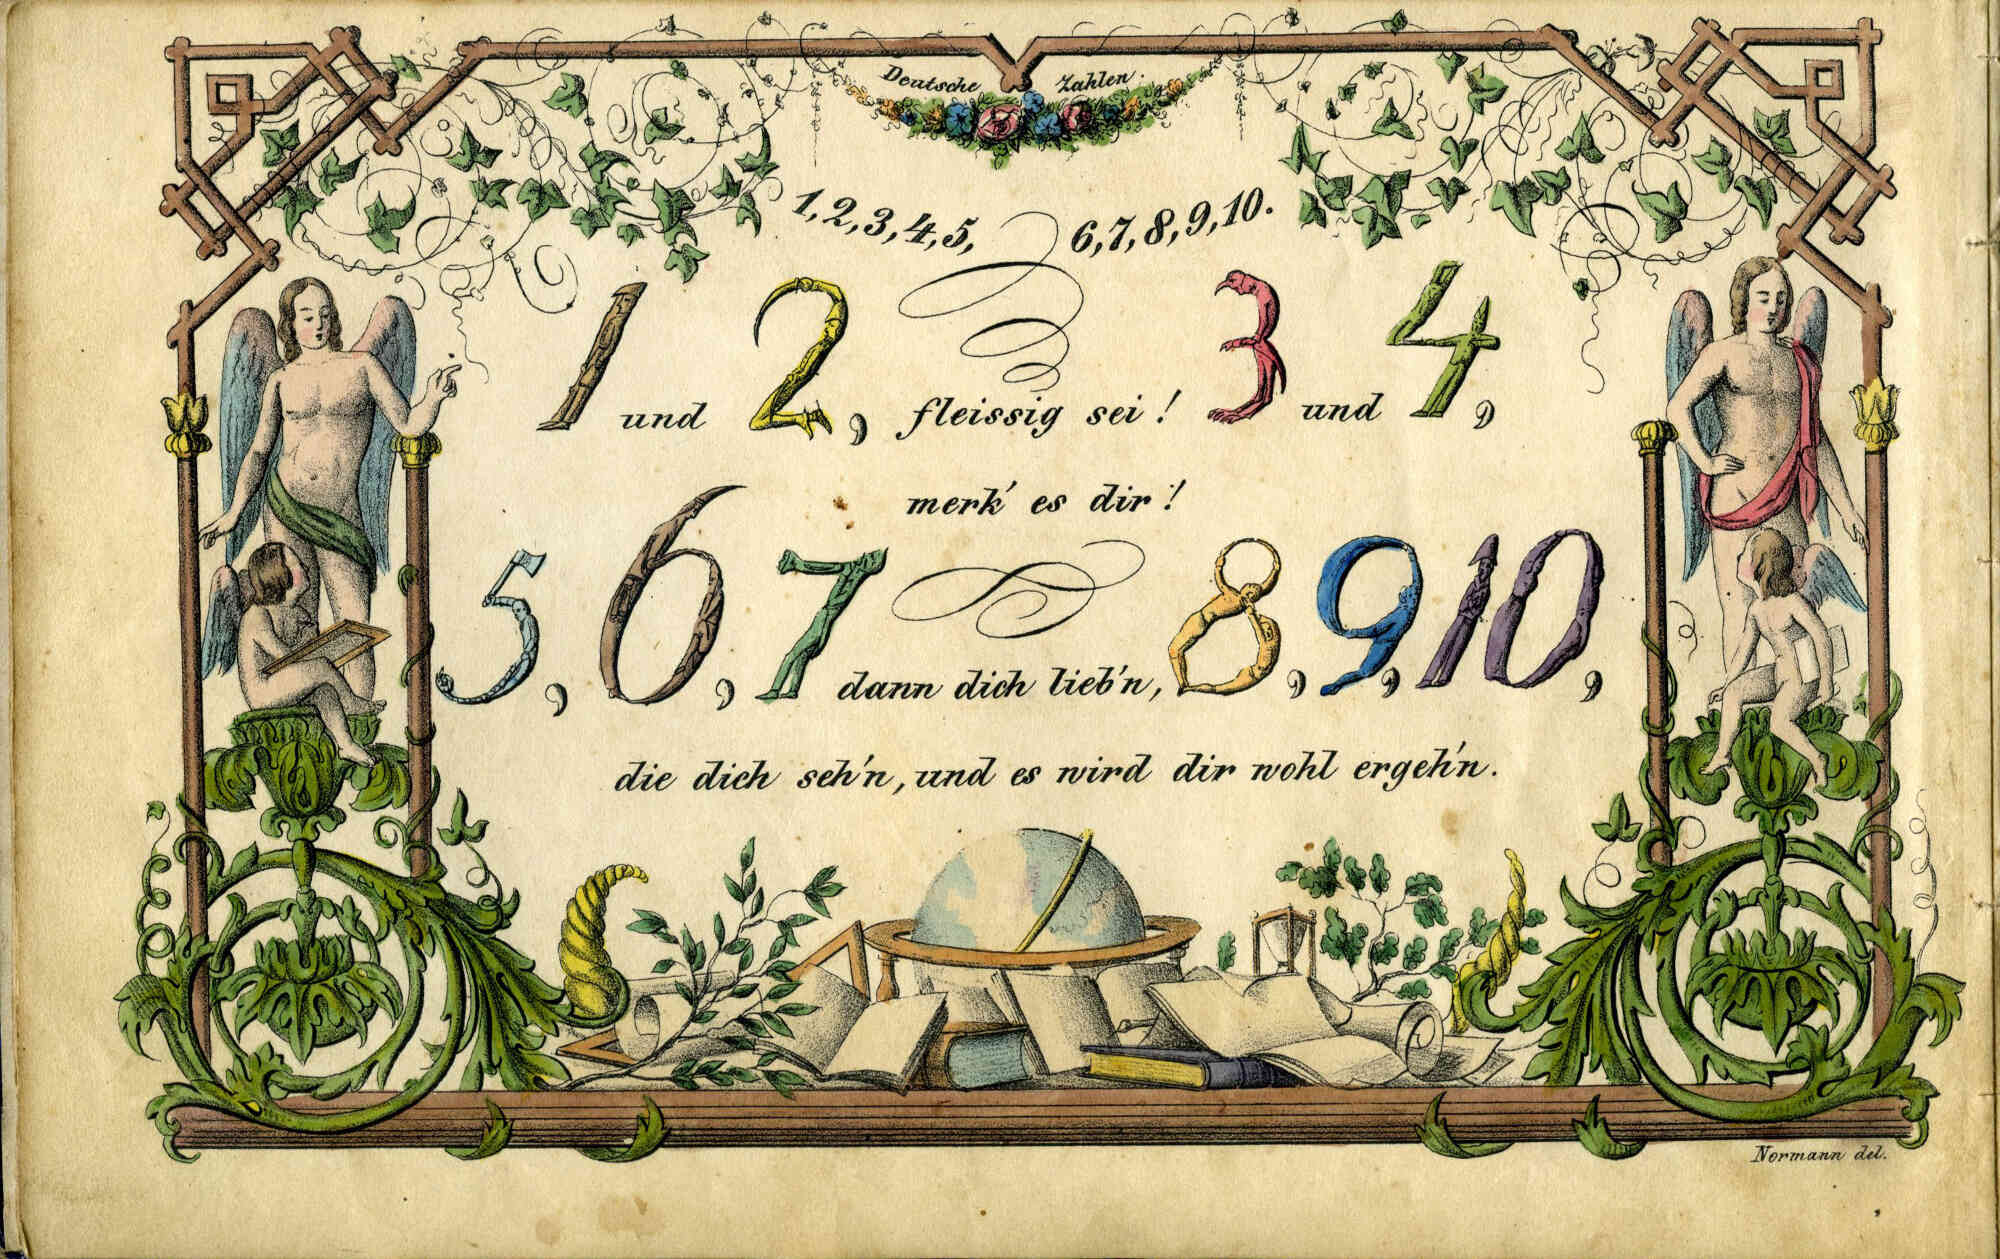 Deutsche Zahlen.
1, 2, 3, 4, 5, 6, 7, 8, 9, 10.
1 und 2, fleissig sei! 3 und 4,
merk' es dir!
5, 6, 7 dann dich lieb'n, 8, 9, 10,
die dich seh'n, und es wird dir wohl ergeh'n.
Normann del.